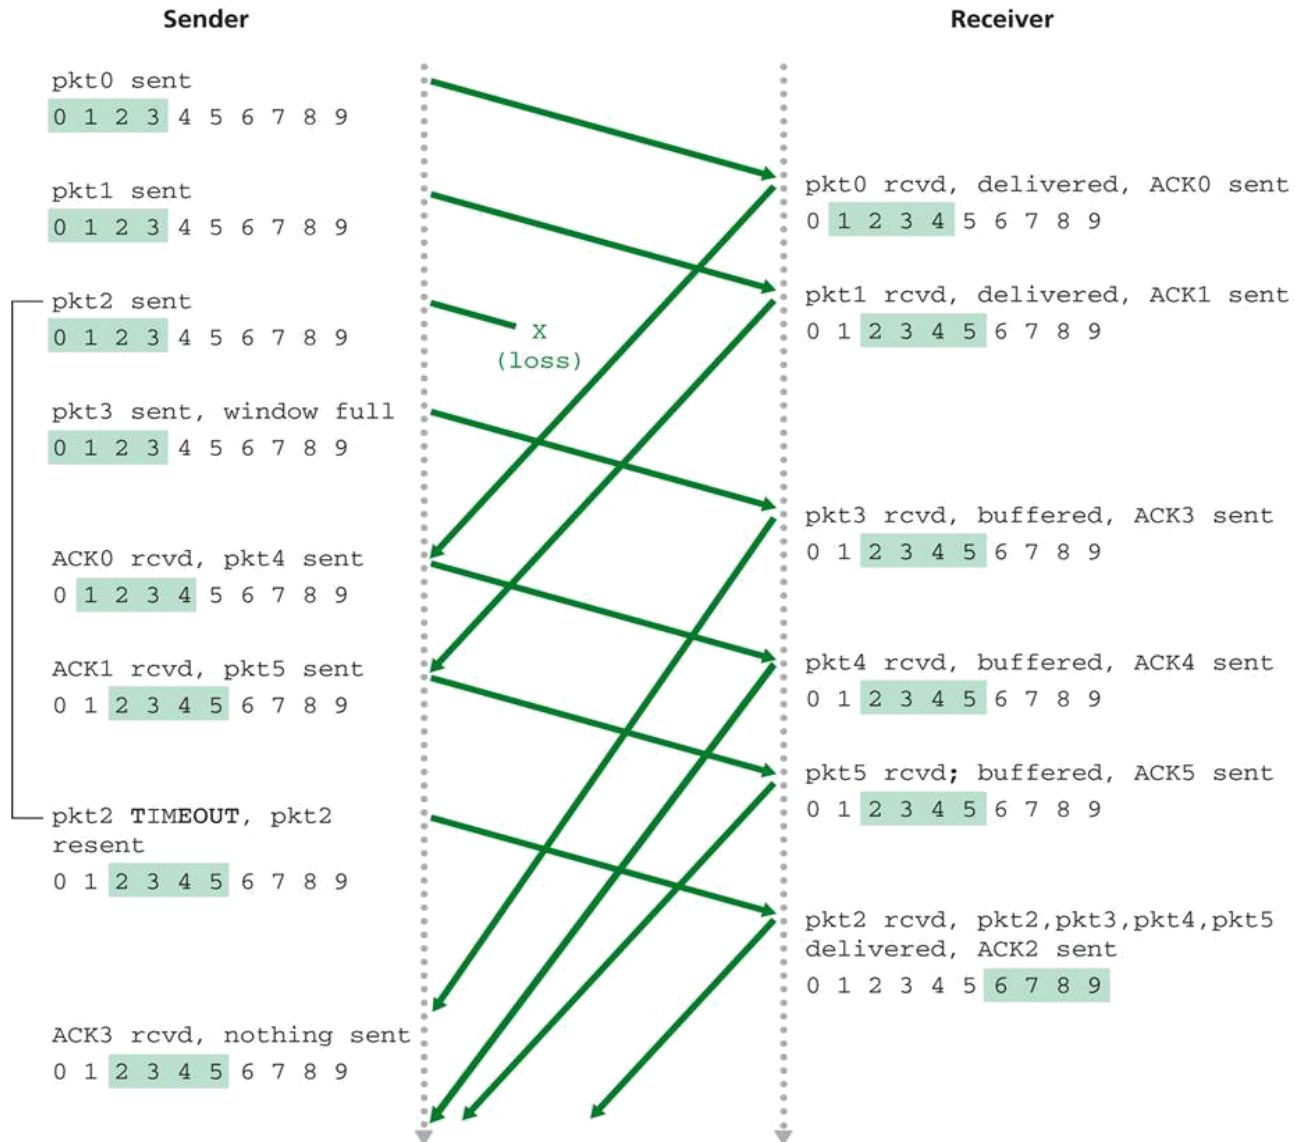 Sender
Receiver
pkt0 sent
0 1 2 3 4 5 6 7 8 9
pkt1 sent
0 1 2 3 4 5 6 7 8 9
pkt2 sent
0 1 2 3 4 5 6 7 8 9
pkt3 sent, window full
0 1 2 3 4 5 6 7 8 9
ACK0 rcvd, pkt4 sent
0 1 2 3 4 5 6 7 8 9
ACK1 rcvd, pkt5 sent
0 1 2 3 4 5 6 7 8 9
pkt2 TIMEOUT, pkt2
resent
0 1 2 3 4 5 6 7 8 9
ACK3 rcvd, nothing sent
0 1 2 3 4 5 6 7 8 9
X
(loss)
pkt0 rcvd, delivered, ACK0 sent
0 1 2 3 4 5 6 7 8 9
pkt1 rcvd, delivered, ACK1 sent
0 1 2 3 4 5 6 7 8 9
pkt3 rcvd, buffered, ACK3 sent
0 1 2 3 4 5 6 7 8 9
pkt4 rcvd, buffered, ACK4 sent
0 1 2 3 4 5 6 7 8 9
pkt5 rcvd; buffered, ACK5 sent
0 1 2 3 4 5 6 7 8 9
pkt2 rcvd, pkt2,pkt3,pkt4,pkt5
delivered, ACK2 sent
0 1 2 3 4 5 6 7 8 9